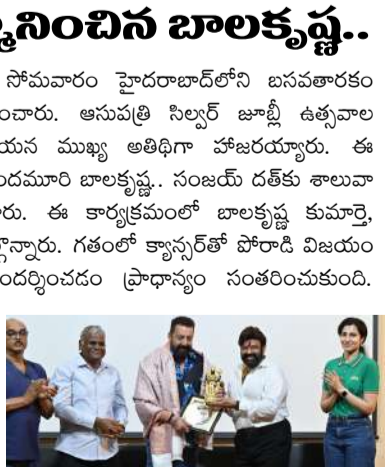 ్మానించిన బాలకృష్ణ..
సోమవారం హైదరాబాద్‌లోని బసవతారకం
ంచారు. ఆసుపత్రి సిల్వర్ జూబ్లీ ఉత్సవాల
యన ముఖ్య అతిథిగా హాజరయ్యారు. ఈ
ందమూరి బాలకృష్ణ.. సంజయ్ దత్‌కు శాలువా
రు. ఈ కార్యక్రమంలో బాలకృష్ణ కుమార్తె,
్గొన్నారు. గతంలో క్యాన్సర్‌తో పోరాడి విజయం
ందర్శించడం ప్రాధాన్యం సంతరించుకుంది.